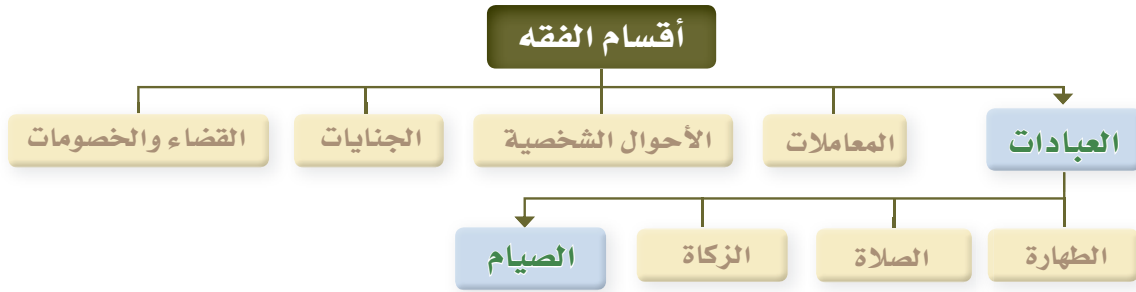 أقسام الفقه
العبادات
المعاملات
الأحوال الشخصية
الجنايات
القضاء والخصومات
الطهارة
الصلاة
الزكاة
الصيام